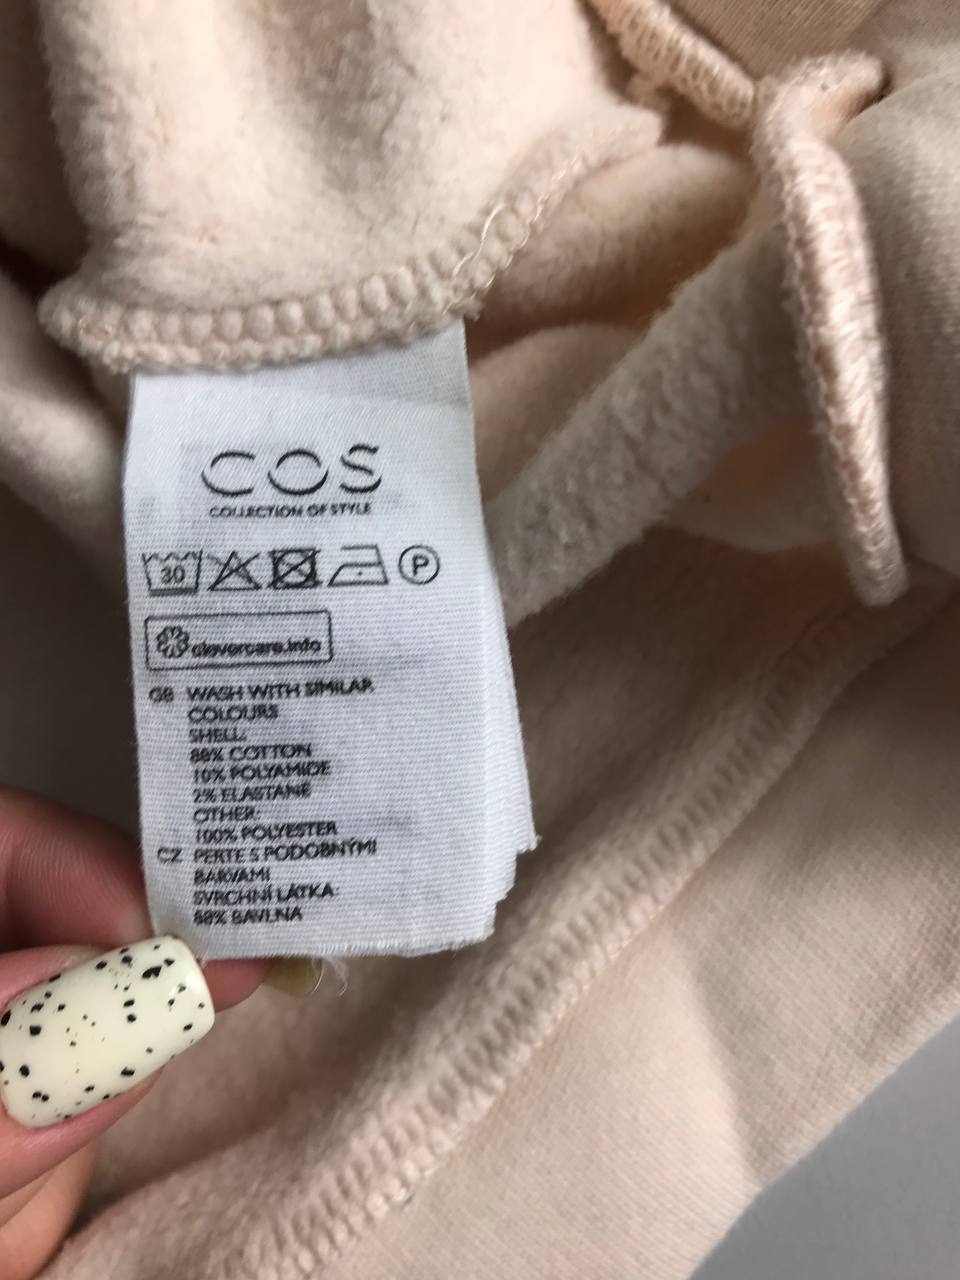 COS
COLLECTION OF STYLE
30 P
clevercare.info
GB WASH WITH SIMILAR
COLOURS
SHELL:
88% COTTON
10% POLYAMIDE
2% ELASTANE
OTHER:
100% POLYESTER
CZ PERTE S PODOBNÝMI
BARVAMI
SVRCHNÍ LÁTKA:
88% BAVLNA